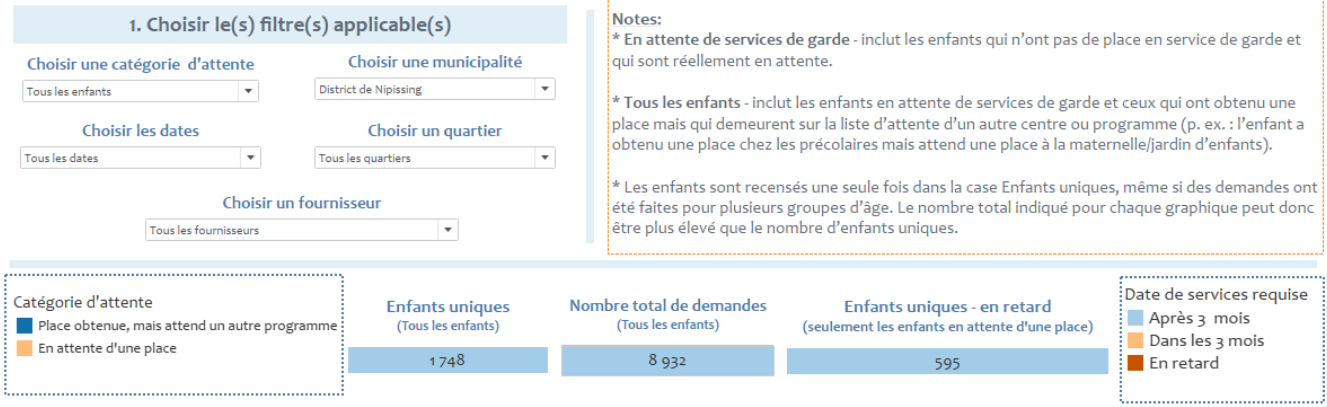 1. Choisir le(s) filtre(s) applicable(s)
Choisir une catégorie d'attente
Tous les enfants
Choisir une municipalité
District de Nipissing
Choisir les dates
Tous les dates
Choisir un quartier
Tous les quartiers
Choisir un fournisseur
Tous les fournisseurs
Notes:
* En attente de services de garde - inclut les enfants qui n'ont pas de place en service de garde et
qui sont réellement en attente.
* Tous les enfants - inclut les enfants en attente de services de garde et ceux qui ont obtenu une
place mais qui demeurent sur la liste d'attente d'un autre centre ou programme (p. ex. : l'enfant a
obtenu une place chez les précolaires mais attend une place à la maternelle/jardin d'enfants).
* Les enfants sont recensés une seule fois dans la case Enfants uniques, même si des demandes ont
été faites pour plusieurs groupes d'âge. Le nombre total indiqué pour chaque graphique peut donc
être plus élevé que le nombre d'enfants uniques.
Catégorie d'attente
Place obtenue, mais attend un autre programme
En attente d'une place
Enfants uniques
(Tous les enfants)
1 748
Nombre total de demandes
(Tous les enfants)
8 932
Enfants uniques - en retard
(seulement les enfants en attente d'une place)
595
Date de services requise
Après 3 mois
Dans les 3 mois
En retard